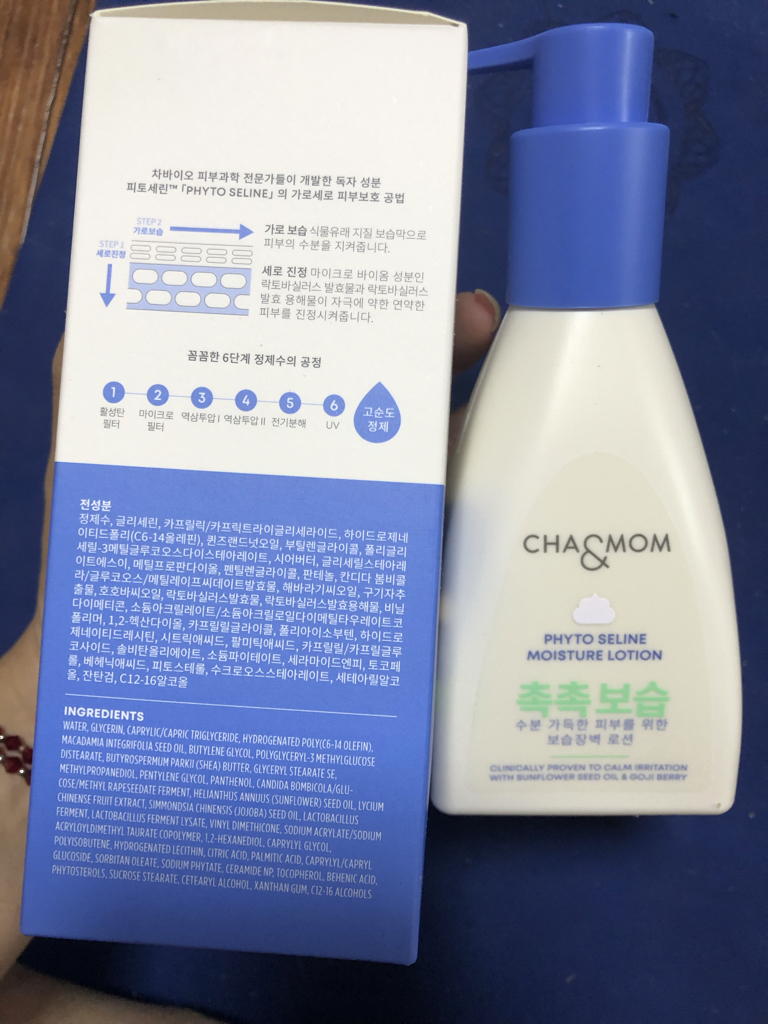 차바이오 피부과학 전문가들이 개발한 독자 성분
피토세린™ 「PHYTO SELINE」의 가로세로 피부보호 공법
STEP 2
가로보습
STEP 1
세로진정
가로 보습 식물유래 지질 보습막으로
피부의 수분을 지켜줍니다.
세로 진정 마이크로 바이옴 성분인
락토바실러스 발효물과 락토바실러스
발효 용해물이 자극에 약한 연약한
피부를 진정시켜줍니다.
꼼꼼한 6단계 정제수의 공정
1 2 3 4 5 6
활성탄 필터
마이크로 필터
역삼투압 I
역삼투압 II
전기분해
UV
고순도
정제
전성분
정제수, 글리세린, 카프릴릭/카프릭트라이글리세라이드, 하이드로제네
이티드폴리(C6-14올레핀), 퀸즈랜드넛오일, 부틸렌글라이콜, 폴리글리
세릴-3메틸글루코오스다이스테아레이트, 시어버터, 글리세릴스테아레
이트에스이, 메틸프로판다이올, 펜틸렌글라이콜, 판테놀, 칸디다 봄비콜
라/글루코오스/메틸레이프씨데이트발효물, 해바라기씨오일, 구기자추
출물, 호호바씨오일, 락토바실러스발효물, 락토바실러스발효용해물, 비닐
다이메티콘, 소듐아크릴레이트/소듐아크릴로일다이메틸타우레이트코
폴리머, 1,2-헥산다이올, 카프릴릴글라이콜, 폴리아이소부텐, 하이드로
제네이티드레시틴, 시트릭애씨드, 팔미틱애씨드, 카프릴릴/카프릴글루
코사이드, 솔비탄올리에이트, 소듐파이테이트, 세라마이드엔피, 토코페
롤, 베헤닉애씨드, 피토스테롤, 수크로오스스테아레이트, 세테아릴알코
올, 잔탄검, C12-16알코올
INGREDIENTS
WATER, GLYCERIN, CAPRYLIC/CAPRIC TRIGLYCERIDE, HYDROGENATED POLY(C6-14 OLEFIN),
MACADAMIA INTEGRIFOLIA SEED OIL, BUTYLENE GLYCOL, POLYGLYCERYL-3 METHYLGLUCOSE
DISTEARATE, BUTYROSPERMUM PARKII (SHEA) BUTTER, GLYCERYL STEARATE SE,
METHYLPROPANEDIOL, PENTYLENE GLYCOL, PANTHENOL, CANDIDA BOMBICOLA/GLU-
COSE/METHYL RAPESEEDATE FERMENT, HELIANTHUS ANNUUS (SUNFLOWER) SEED OIL, LYCIUM
CHINENSE FRUIT EXTRACT, SIMMONDSIA CHINENSIS (JOJOBA) SEED OIL, LACTOBACILLUS
FERMENT, LACTOBACILLUS FERMENT LYSATE, VINYL DIMETHICONE, SODIUM ACRYLATE/SODIUM
ACRYLOYLDIMETHYL TAURATE COPOLYMER, 1,2-HEXANEDIOL, CAPRYLYL GLYCOL,
POLYISOBUTENE, HYDROGENATED LECITHIN, CITRIC ACID, PALMITIC ACID, CAPRYLYL/CAPRYL
GLUCOSIDE, SORBITAN OLEATE, SODIUM PHYTATE, CERAMIDE NP, TOCOPHEROL, BEHENIC ACID,
PHYTOSTEROLS, SUCROSE STEARATE, CETEARYL ALCOHOL, XANTHAN GUM, C12-16 ALCOHOLS
CHA&MOM
PHYTO SELINE
MOISTURE LOTION
촉촉보습
수분 가득한 피부를 위한
보습장벽 로션
CLINICALLY PROVEN TO CALM IRRITATION
WITH SUNFLOWER SEED OIL & GOJI BERRY